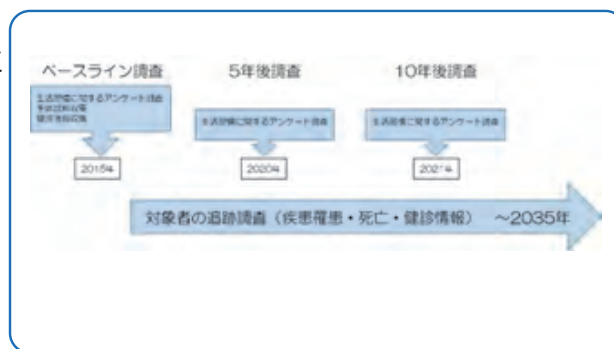 ベースライン調査
5年後調査
10年後調査
生活習慣に関するアンケート調査
生活習慣に関するアンケート調査
生活習慣に関するアンケート調査
2015年
2020年
2021年
対象者の追跡調査(疾患罹患・死亡・健診情報) ～2035年